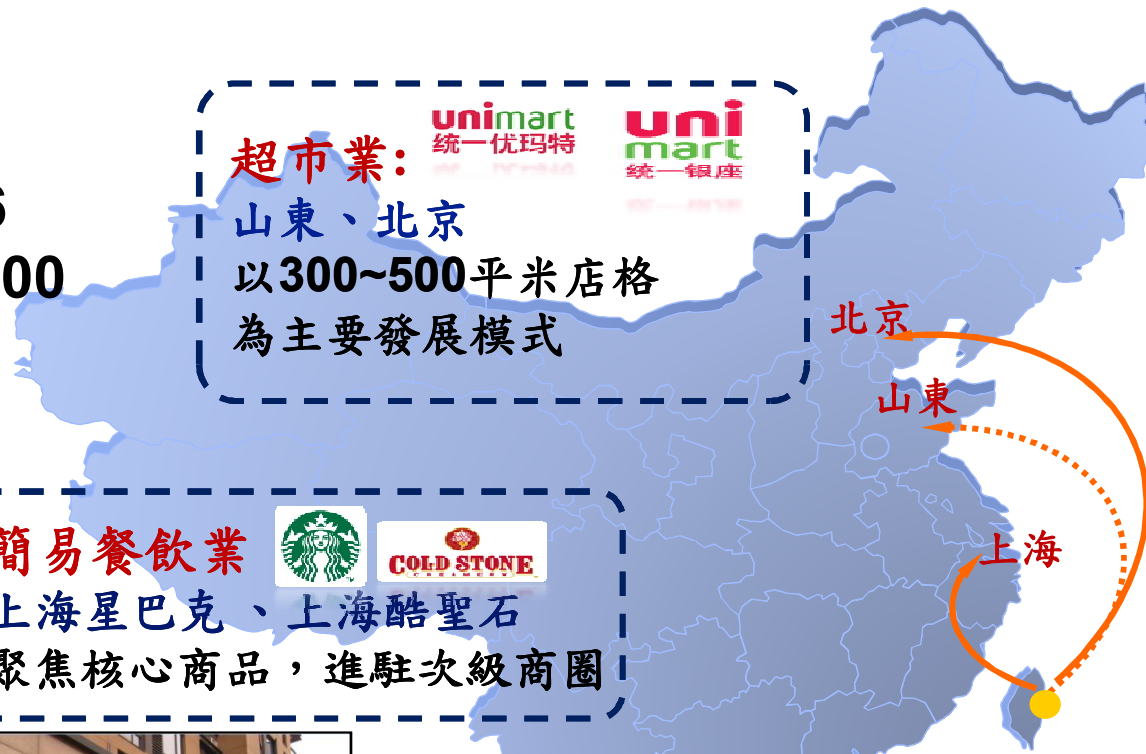 unimart
统一优玛特
uni
mart
统一银座
超市業:
山東、北京
以300~500平米店格
為主要發展模式
00
北京
山東
上海
簡易餐飲業
COLD STONE
CREAMERY
上海星巴克、上海酷聖石
聚焦核心商品，進駐次級商圈